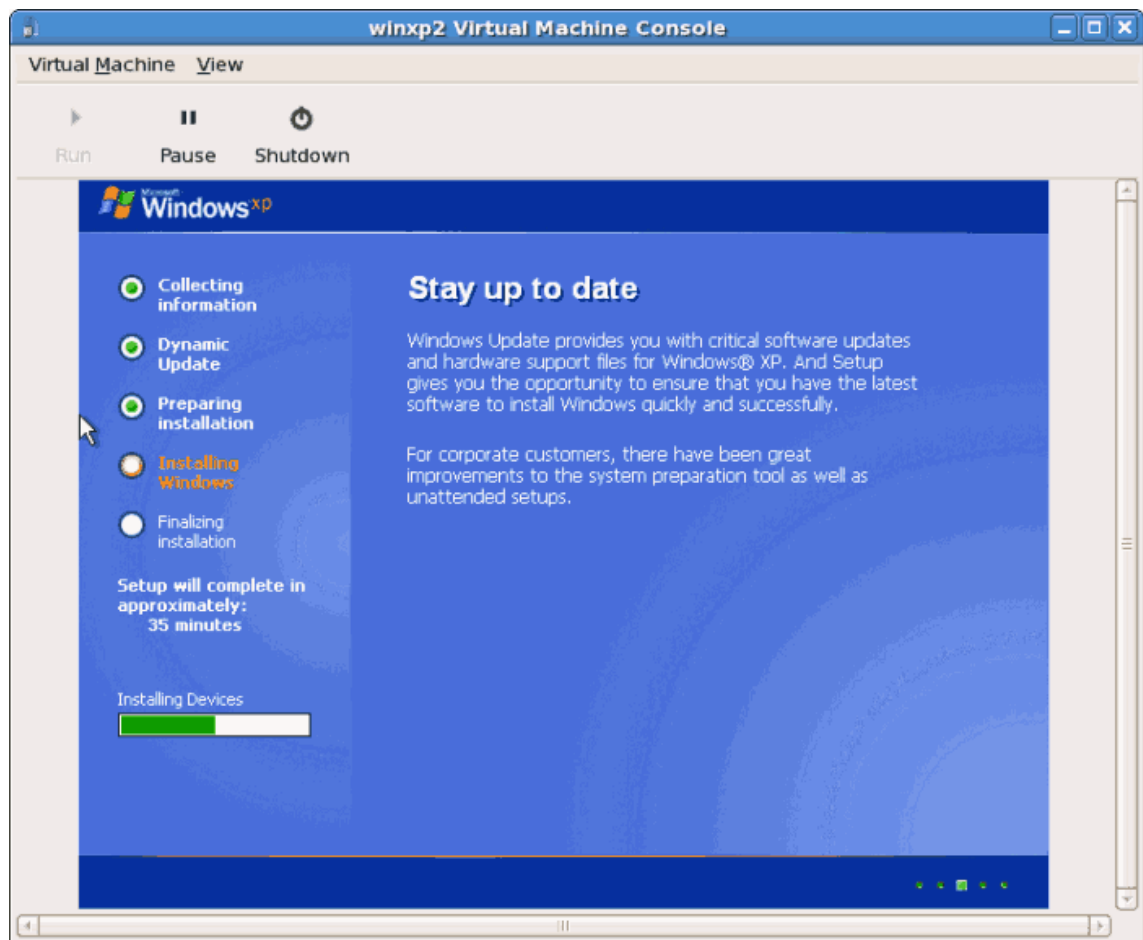 winxp2 Virtual Machine Console
Virtual Machine View
Run Pause Shutdown
Microsoft
Windows xp
Collecting
information
Dynamic
Update
Preparing
installation
Installing
Windows
Finalizing
installation
Setup will complete in
approximately:
35 minutes
Installing Devices
Stay up to date
Windows Update provides you with critical software updates
and hardware support files for Windows® XP. And Setup
gives you the opportunity to ensure that you have the latest
software to install Windows quickly and successfully.
For corporate customers, there have been great
improvements to the system preparation tool as well as
unattended setups.